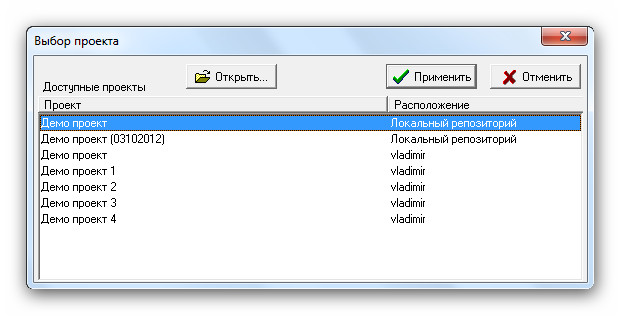 Выбор проекта
Открыть...
Применить
Отменить
Доступные проекты
Проект Расположение
Демо проект Локальный репозиторий
Демо проект (03102012) Локальный репозиторий
Демо проект vladimir
Демо проект 1 vladimir
Демо проект 2 vladimir
Демо проект 3 vladimir
Демо проект 4 vladimir